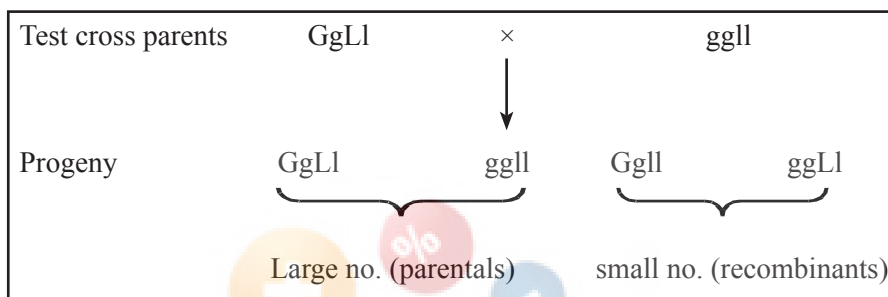 Test cross parents GgLl × ggll
Progeny GgLl ggll Ggll ggLl
%
Large no. (parentals) small no. (recombinants)